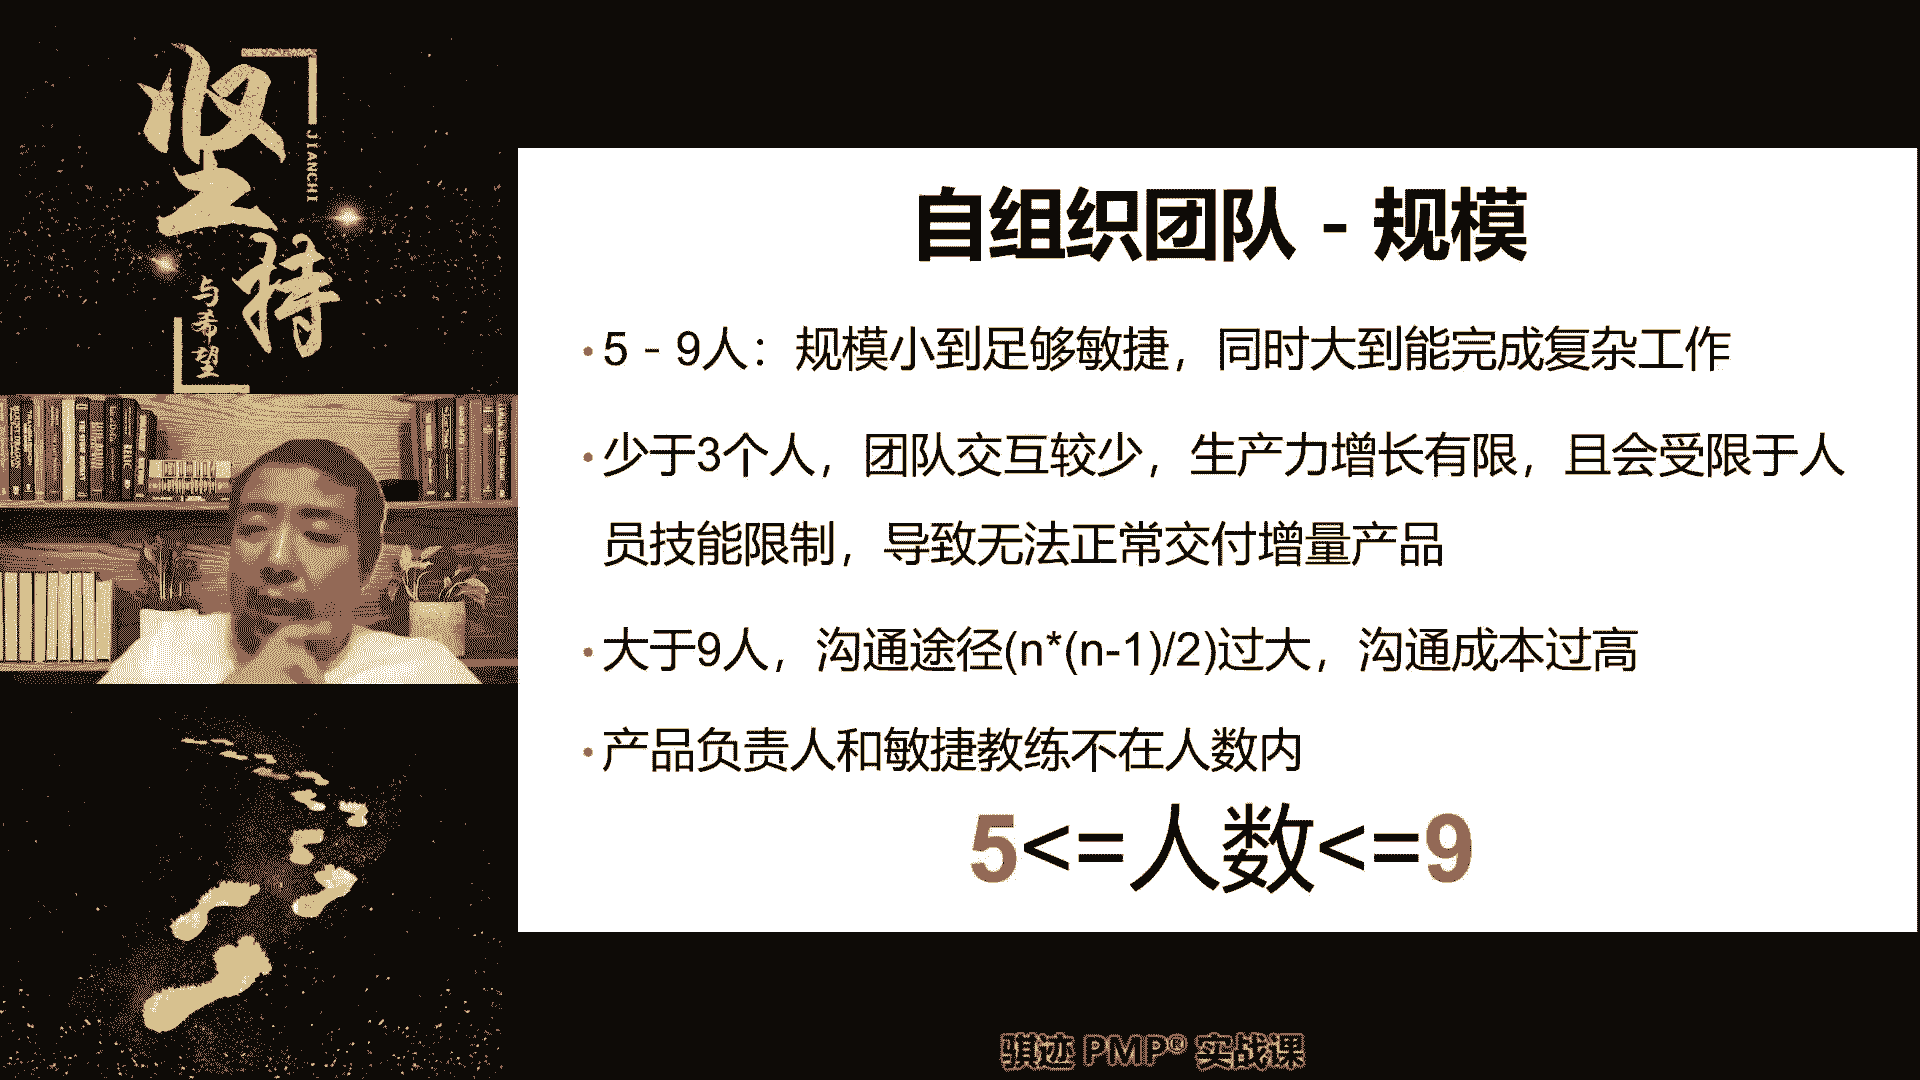 坚持
JIANCHI
与希望
自组织团队 - 规模
• 5 - 9人：规模小到足够敏捷，同时大到能完成复杂工作
• 少于3个人，团队交互较少，生产力增长有限，且会受限于人
员技能限制，导致无法正常交付增量产品
• 大于9人，沟通途径(n*(n-1)/2)过大，沟通成本过高
• 产品负责人和敏捷教练不在人数内
5<=人数<=9
骐迹 PMP® 实战课